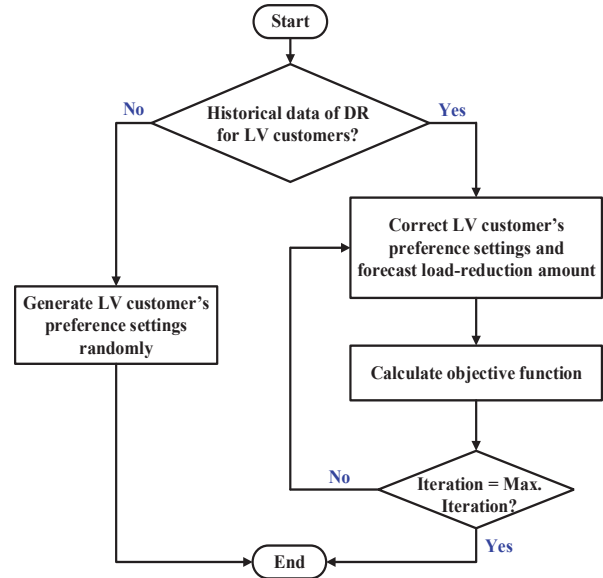 Start
Historical data of DR
for LV customers?
No
Yes
Correct LV customer's
preference settings and
forecast load-reduction amount
Generate LV customer's
preference settings
randomly
Calculate objective function
Iteration = Max.
Iteration?
No
Yes
End